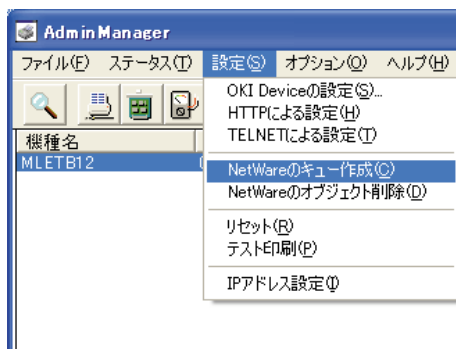 AdminManager
ファイル(F) ステータス(T) 設定(S) オプション(O) ヘルプ(H)
OKI Deviceの設定(S)...
HTTPによる設定(H)
TELNETによる設定(T)
機種名
MLETB12
NetWareのキュー作成(C)
NetWareのオブジェクト削除(D)
リセット(R)
テスト印刷(P)
IPアドレス設定(I)